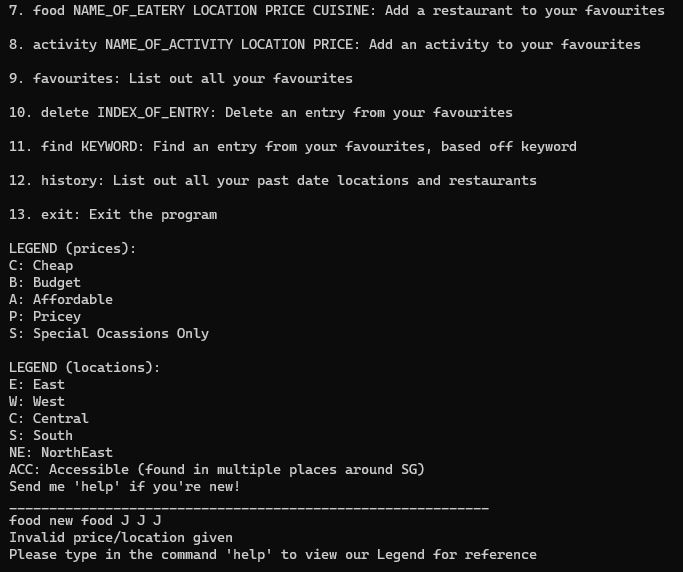 7. food NAME_OF_EATERY LOCATION PRICE CUISINE: Add a restaurant to your favourites
8. activity NAME_OF_ACTIVITY LOCATION PRICE: Add an activity to your favourites
9. favourites: List out all your favourites
10. delete INDEX_OF_ENTRY: Delete an entry from your favourites
11. find KEYWORD: Find an entry from your favourites, based off keyword
12. history: List out all your past date locations and restaurants
13. exit: Exit the program
LEGEND (prices):
C: Cheap
B: Budget
A: Affordable
P: Pricey
S: Special Ocassions Only
LEGEND (locations):
E: East
W: West
C: Central
S: South
NE: NorthEast
ACC: Accessible (found in multiple places around SG)
Send me 'help' if you're new!
____________________________________________________________
food new food J J J
Invalid price/location given
Please type in the command 'help' to view our Legend for reference